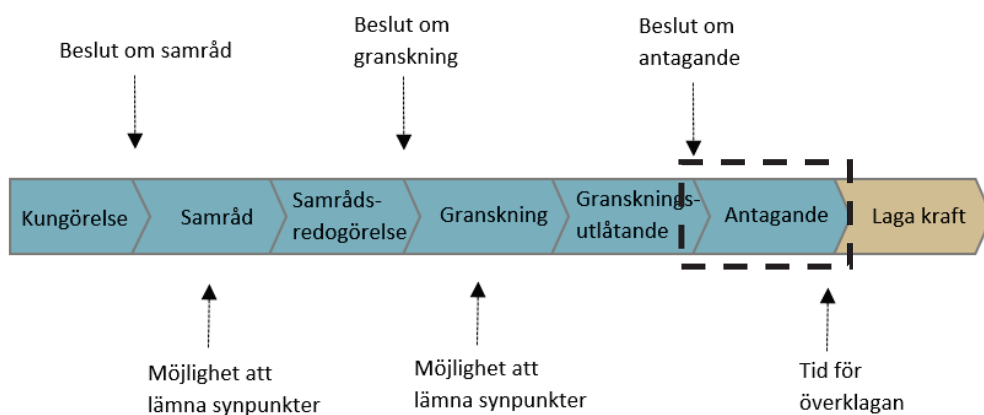 Beslut om samråd
Beslut om
granskning
Beslut om
antagande
Kungörelse
Samråd
Samråds-
redogörelse
Granskning
Gransknings-
utlåtande
Antagande
Laga kraft
Möjlighet att
lämna synpunkter
Möjlighet att
lämna synpunkter
Tid för
överklagan